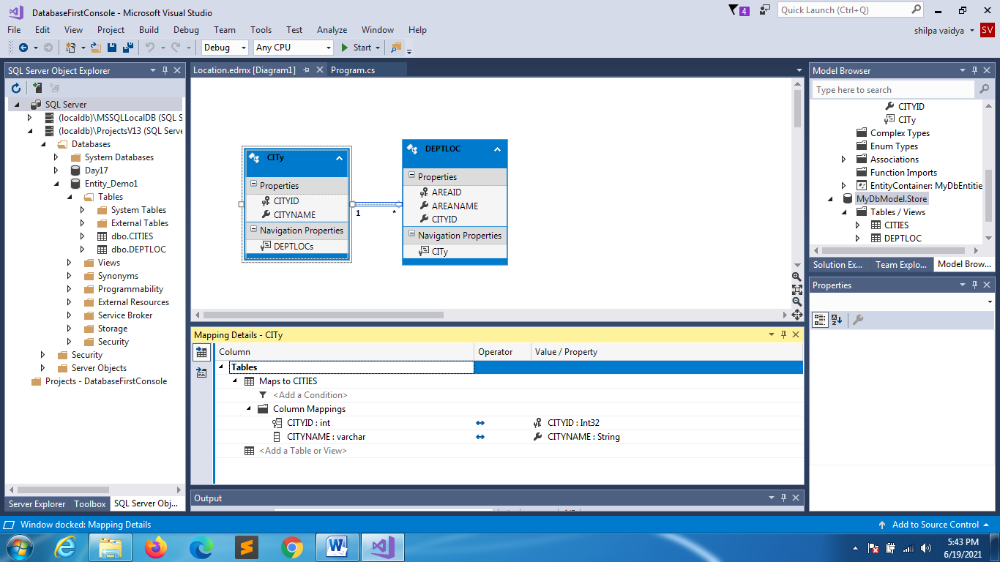 DatabaseFirstConsole - Microsoft Visual Studio
4
Quick Launch (Ctrl+Q)
File Edit View Project Build Debug Team Tools Test Analyze Window Help
shilpa vaidya SV
Debug Any CPU Start
SQL Server Object Explorer
SQL Server
(localdb)\MSSQLLocalDB (SQL S
(localdb)\ProjectsV13 (SQL Serve
Databases
System Databases
Day17
Entity_Demo1
Tables
System Tables
External Tables
dbo.CITIES
dbo.DEPTLOC
Views
Synonyms
Programmability
External Resources
Service Broker
Storage
Security
Security
Server Objects
Projects - DatabaseFirstConsole
Server Explorer Toolbox SQL Server Obj...
Location.edmx [Diagram1] Program.cs
CITy
Properties
CITYID
CITYNAME
Navigation Properties
DEPTLOCs
1 *
DEPTLOC
Properties
AREAID
AREANAME
CITYID
Navigation Properties
CITy
Mapping Details - CITy
Column Operator Value / Property
Tables
Maps to CITIES
<Add a Condition>
Column Mappings
CITYID : int CITYID : Int32
CITYNAME : varchar CITYNAME : String
<Add a Table or View>
Output
Model Browser
Type here to search
CITYID
CITy
Complex Types
Enum Types
Associations
Function Imports
EntityContainer: MyDbEntitie
MyDbModel.Store
Tables / Views
CITIES
DEPTLOC
Solution Ex... Team Explo... Model Brow...
Properties
Window docked: Mapping Details
Add to Source Control
5:43 PM
6/19/2021